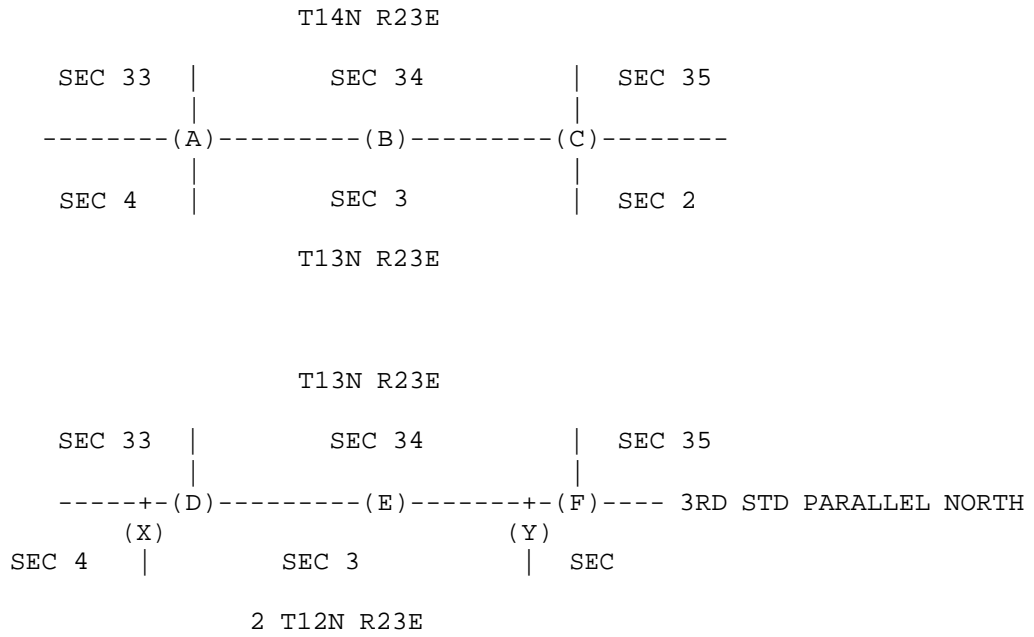 T14N R23E
SEC 33 | SEC 34 | SEC 35
| |
--------(A)---------(B)---------(C)--------
| |
SEC 4 | SEC 3 | SEC 2
T13N R23E
T13N R23E
SEC 33 | SEC 34 | SEC 35
| |
-----+-(D)---------(E)-------+-(F)---- 3RD STD PARALLEL NORTH
(X) (Y)
SEC 4 | SEC 3 | SEC
2 T12N R23E